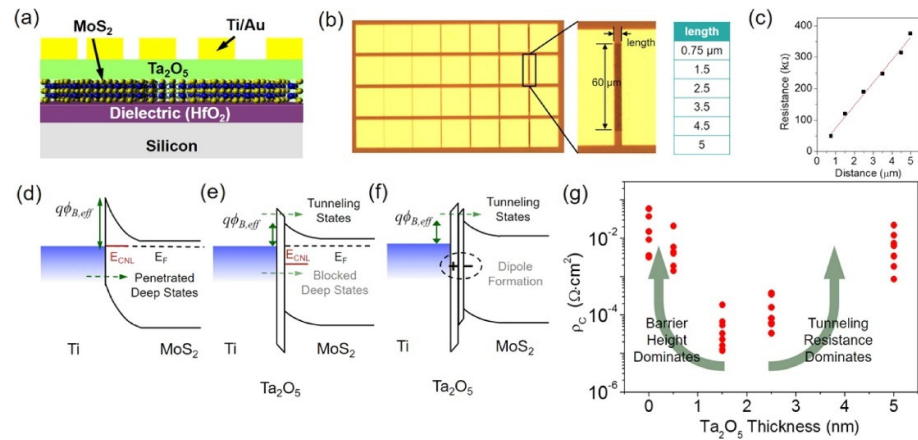 (a)
MoS2
Ti/Au
Ta2O5
Dielectric (HfO2)
Silicon
(b)
length
60 µm
length
0.75 µm
1.5
2.5
3.5
4.5
5
(c)
Resistance (kΩ)
400
300
200
100
0
0 1 2 3 4 5
Distance (µm)
(d)
qϕB,eff
ECNL
EF
Penetrated
Deep States
Ti
MoS2
(e)
qϕB,eff
Tunneling
States
ECNL
EF
Blocked
Deep States
Ti
MoS2
Ta2O5
(f)
qϕB,eff
Tunneling
States
+ −
Dipole
Formation
Ti
MoS2
Ta2O5
(g)
ρC (Ω·cm2)
10-2
10-4
10-6
Barrier
Height
Dominates
Tunneling
Resistance
Dominates
0 1 2 3 4 5
Ta2O5 Thickness (nm)